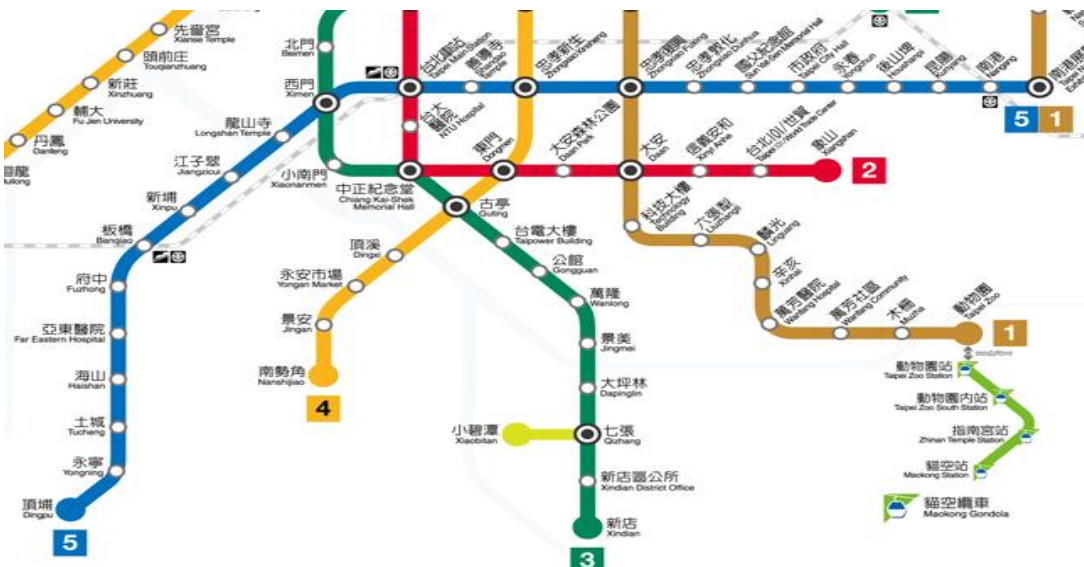 先嗇宮
Xianse Temple
頭前庄
Touqianzhuang
新莊
Xinzhuang
輔大
Fu Jen University
丹鳳
Danfeng
迴龍
北門
Beimen
西門
Ximen
龍山寺
Longshan Temple
江子翠
Jiangzicui
新埔
Xinpu
板橋
Banqiao
府中
Fuzhong
亞東醫院
Far Eastern Hospital
海山
Haishan
土城
Tucheng
永寧
Yongning
頂埔
Dingpu
5
台北車站
Taipei Main Station
善導寺
Shandao Temple
忠孝新生
Zhongxiao Xinsheng
忠孝復興
Zhongxiao Fuxing
忠孝敦化
Zhongxiao Dunhua
國父紀念館
Sun Yat-Sen Memorial Hall
市政府
Taipei City Hall
永春
Yongchun
後山埤
Houshanpi
昆陽
Kunyang
南港
Nangang
5
1
台大醫院
NTU Hospital
小南門
Xiaonanmen
中正紀念堂
Chiang Kai-Shek
Memorial Hall
東門
Dongmen
大安森林公園
Daan Park
大安
Daan
信義安和
Xinyi Anhe
台北101/世貿
Taipei 101/World Trade Center
象山
Xiangshan
2
古亭
Guting
頂溪
Dingxi
永安市場
Yongan Market
景安
Jingan
南勢角
Nanshijiao
4
台電大樓
Taipower Building
公館
Gongguan
萬隆
Wanlong
景美
Jingmei
大坪林
Dapinglin
小碧潭
Xiaobitan
七張
Qizhang
新店區公所
Xindian District Office
新店
Xindian
3
科技大樓
Technology
Building
六張犁
Liuzhangli
麟光
Linguang
辛亥
Xinhai
萬芳醫院
Wanfang Hospital
萬芳社區
Wanfang Community
木柵
Muzha
動物園
Taipei Zoo
1
動物園站
Taipei Zoo Station
動物園內站
Taipei Zoo South Station
指南宮站
Zhinan Temple Station
貓空站
Maokong Station
貓空纜車
Maokong Gondola